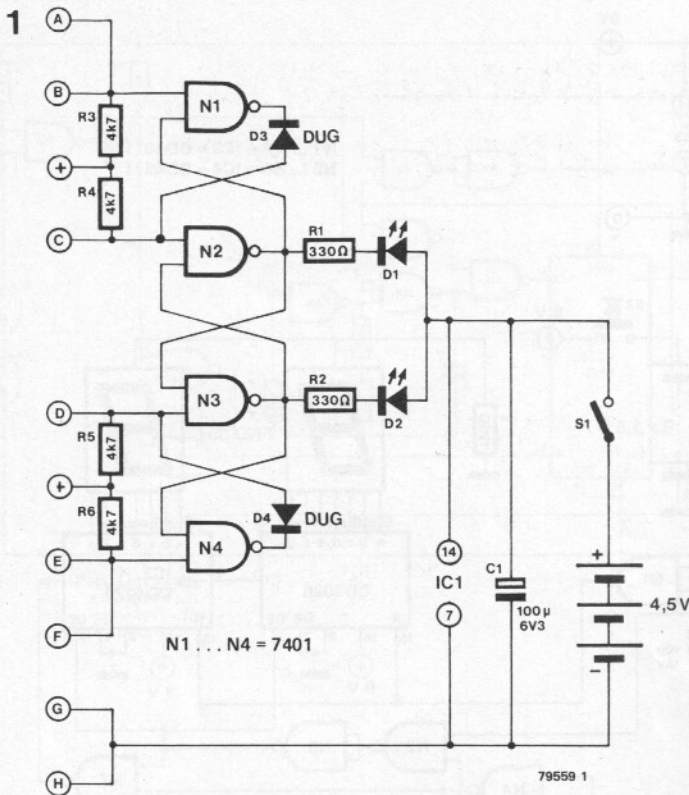 1
A
B
N1
R3
4k7
D3
DUG
+
R4
4k7
C
N2
R1
330Ω
D1
N3
R2
330Ω
D2
S1
D
R5
4k7
+
R6
4k7
D4
DUG
E
N4
14
IC1
7
C1
100µ
6V3
+
4,5V
−
F
N1 . . . N4 = 7401
G
H
79559 1